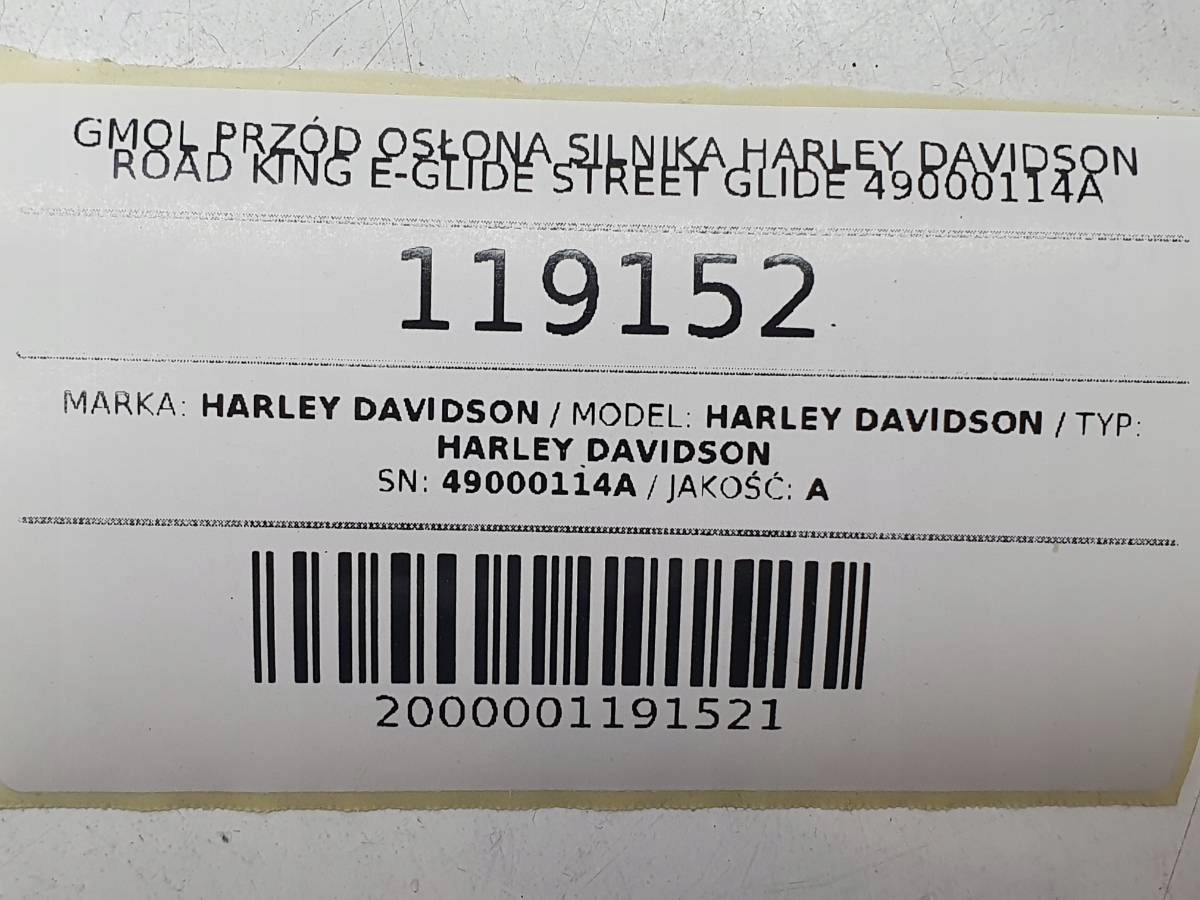 GMOL PRZÓD OSŁONA SILNIKA HARLEY DAVIDSON
ROAD KING E-GLIDE STREET GLIDE 49000114A
119152
MARKA: HARLEY DAVIDSON / MODEL: HARLEY DAVIDSON / TYP:
HARLEY DAVIDSON
SN: 49000114A / JAKOŚĆ: A
2000001191521